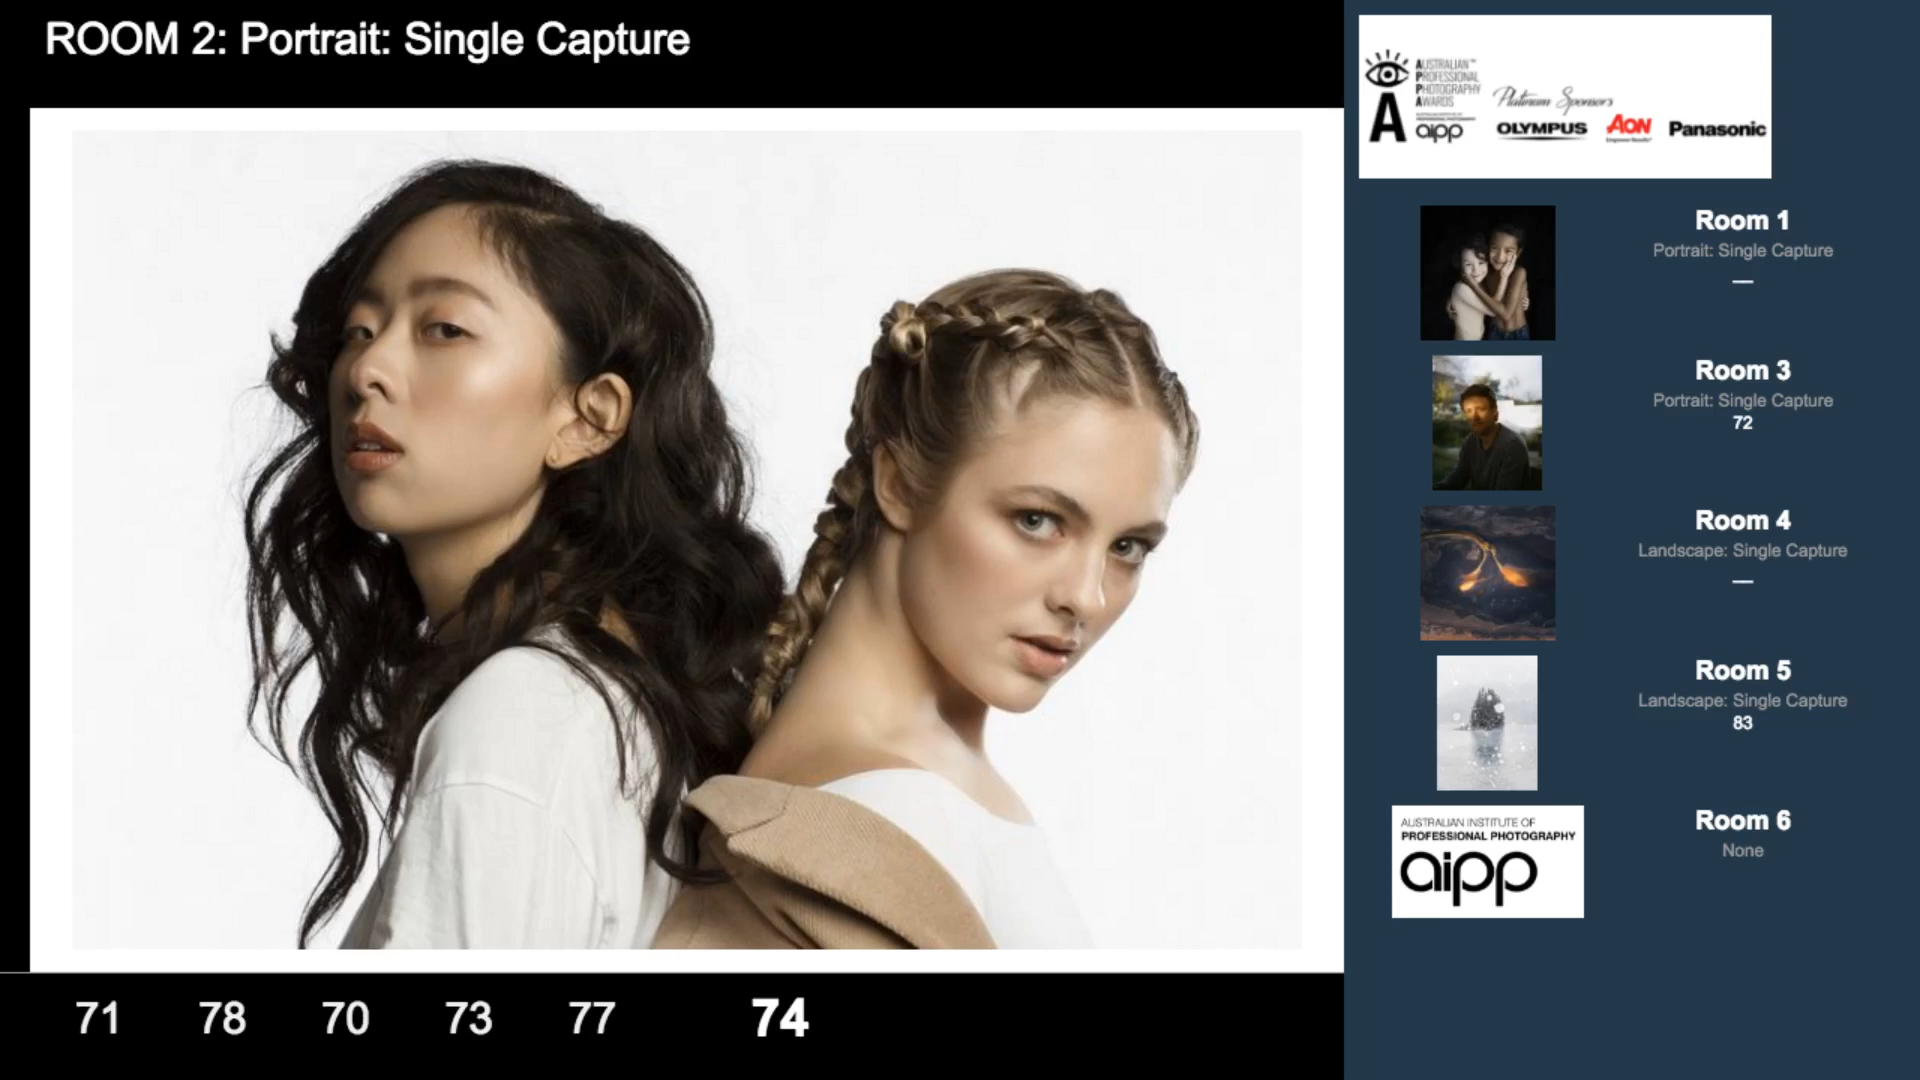 ROOM 2: Portrait: Single Capture
AUSTRALIAN™
PROFESSIONAL
PHOTOGRAPHY
AWARDS
A
aipp
Platinum Sponsors
OLYMPUS
AON
Panasonic
Room 1
Portrait: Single Capture
—
Room 3
Portrait: Single Capture
72
Room 4
Landscape: Single Capture
—
Room 5
Landscape: Single Capture
83
AUSTRALIAN INSTITUTE OF
PROFESSIONAL PHOTOGRAPHY
aipp
Room 6
None
71 78 70 73 77 74